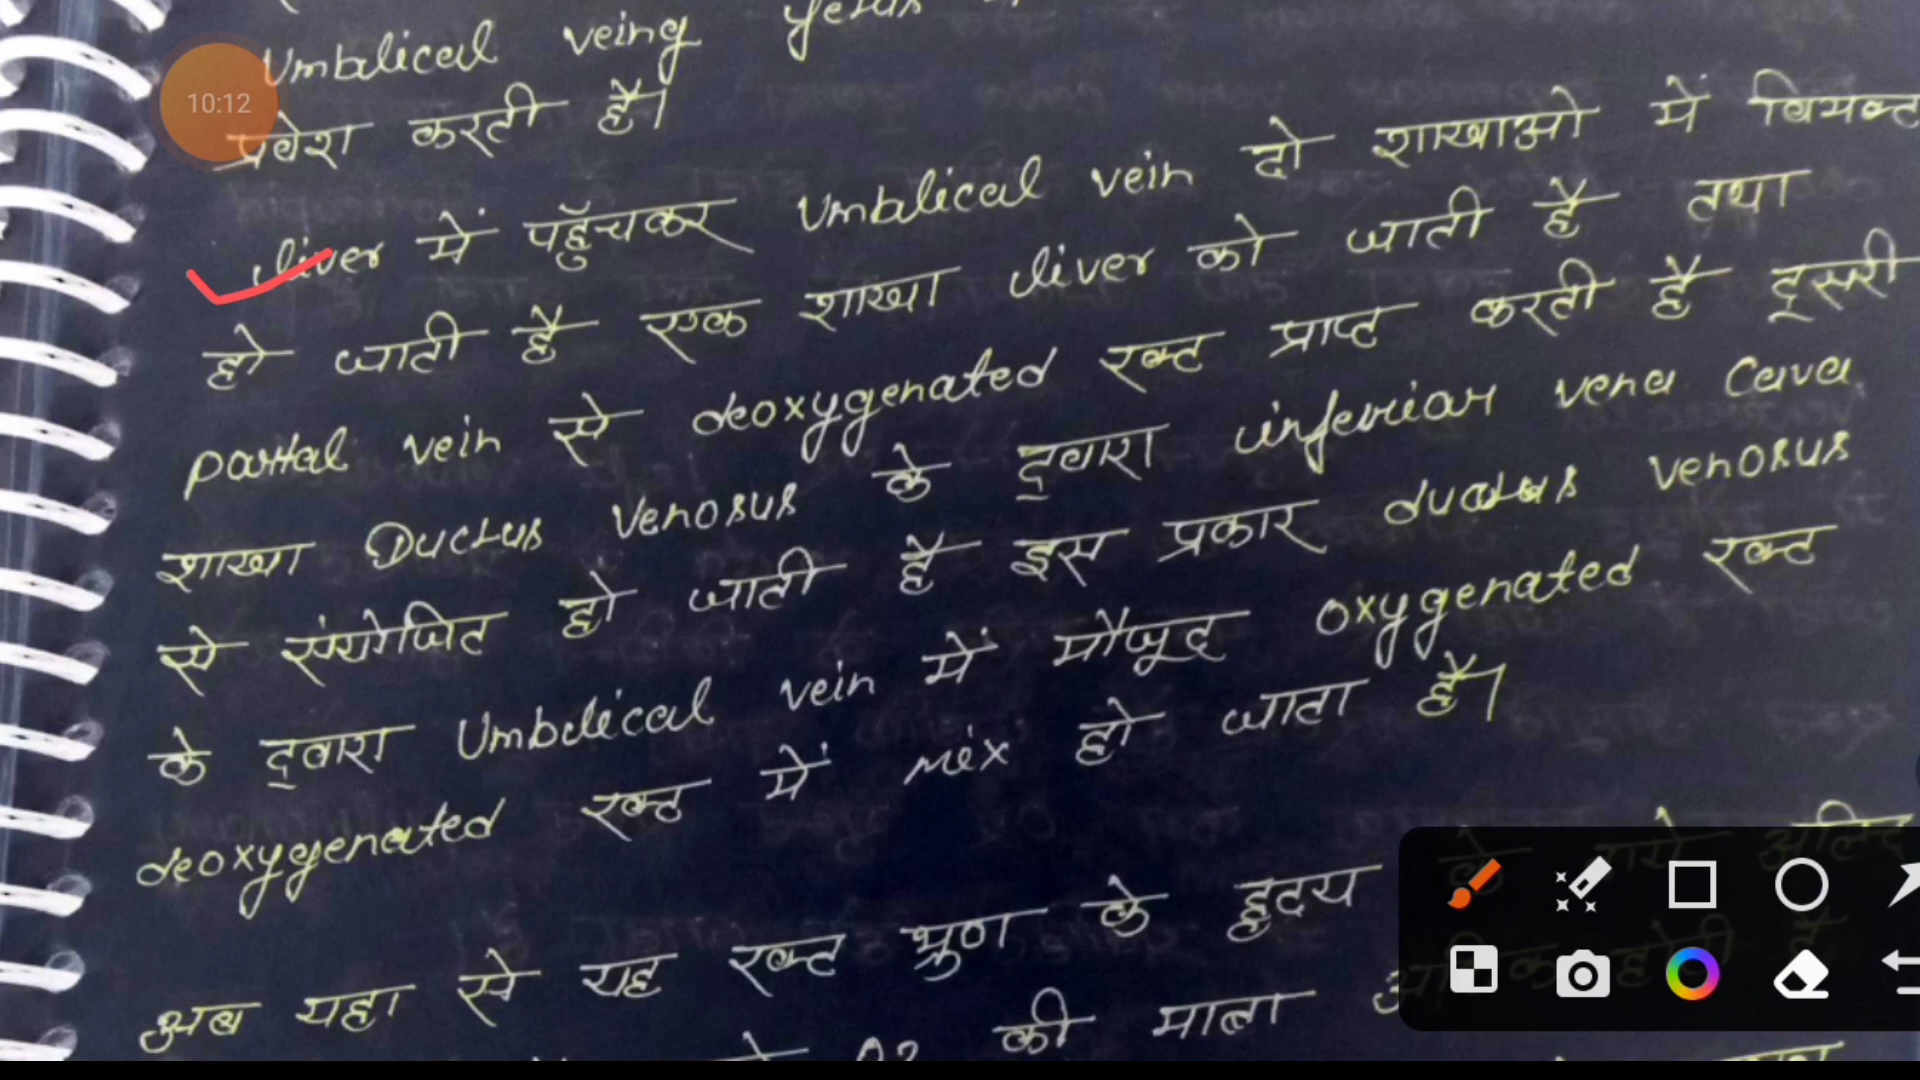 Umbilical veing
10:12
प्रवेश करती है।
liver में पहुँचकर Umbilical vein दो शाखाओ में विभक्त
हो जाती है एक शाखा liver को जाती है तथा
portal vein से deoxygenated रक्त प्राप्त करती है दूसरी
शाखा Ductus Venosus के द्वारा inferior vena Cava
से संयोजित हो जाती है इस प्रकार ductus venosus
के द्वारा Umbilical vein में मौजूद oxygenated रक्त
deoxygenated रक्त में mix हो जाता है।
अब यहा से यह रक्त भ्रुण के हृदय
की मात्रा